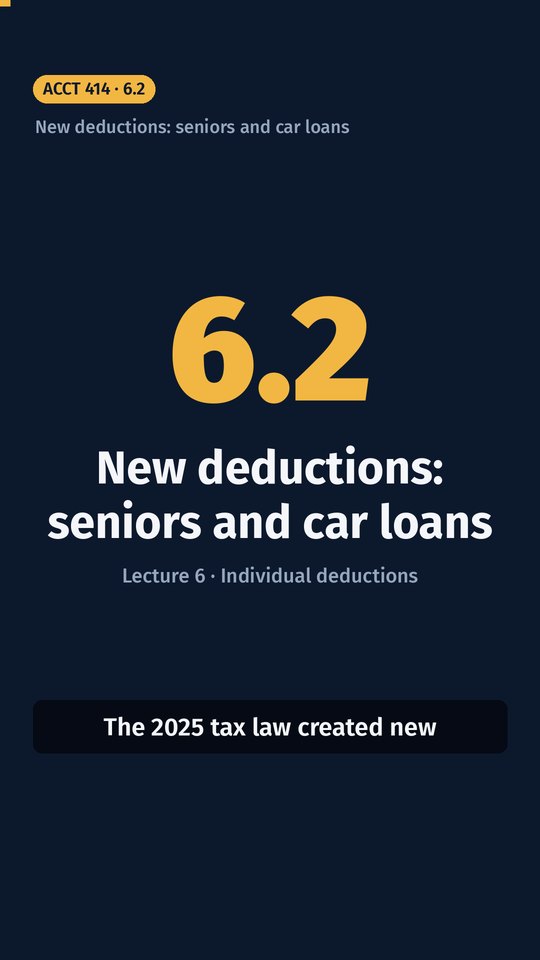 ACCT 414 · 6.2
New deductions: seniors and car loans
6.2
New deductions:
seniors and car loans
Lecture 6 · Individual deductions
The 2025 tax law created new